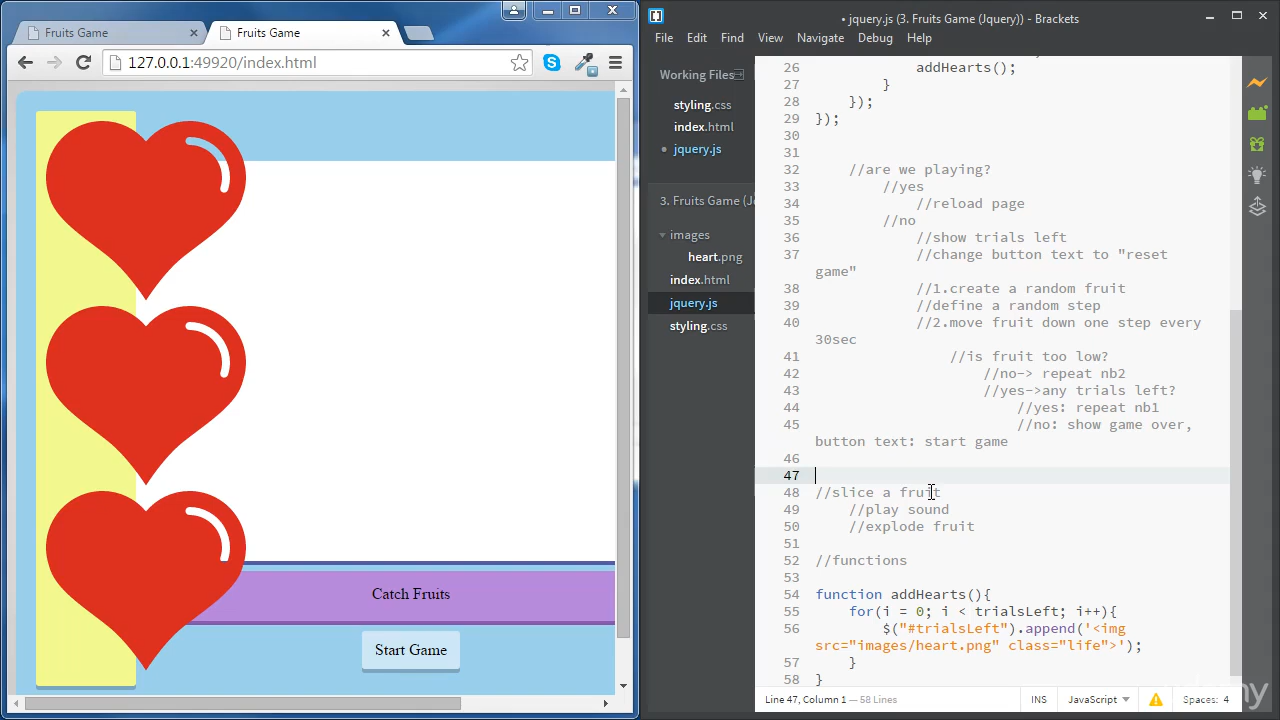 Fruits Game
Fruits Game
127.0.0.1:49920/index.html
Catch Fruits
Start Game
• jquery.js (3. Fruits Game (Jquery)) - Brackets
File Edit Find View Navigate Debug Help
Working Files
styling.css
index.html
jquery.js
3. Fruits Game (J
images
heart.png
index.html
jquery.js
styling.css
26 addHearts();
27 }
28 });
29 });
30
31
32 //are we playing?
33 //yes
34 //reload page
35 //no
36 //show trials left
37 //change button text to "reset
game"
38 //1.create a random fruit
39 //define a random step
40 //2.move fruit down one step every
30sec
41 //is fruit too low?
42 //no-> repeat nb2
43 //yes->any trials left?
44 //yes: repeat nb1
45 //no: show game over,
button text: start game
46
47
48 //slice a fruit
49 //play sound
50 //explode fruit
51
52 //functions
53
54 function addHearts(){
55 for(i = 0; i < trialsLeft; i++){
56 $("#trialsLeft").append('<img
src="images/heart.png" class="life">');
57 }
58 }
Line 47, Column 1 — 58 Lines
INS
JavaScript
Spaces: 4